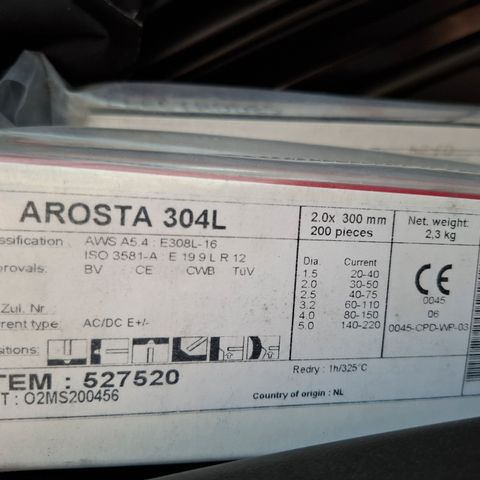 AROSTA 304L
2.0x 300 mm
200 pieces
Net. weight:
2,3 kg
ssification : AWS A5.4 : E308L-16
ISO 3581-A : E 19 9 L R 12
provals: BV CE CWB TüV
Zul. Nr
rrent type: AC/DC E+/-
sitions:
Dia. Current
1.5 20-40
2.0 30-50
2.5 40-75
3.2 60-110
4.0 80-150
5.0 140-220
CE
0045
06
0045-CPD-WP-03
TEM : 527520
T : O2MS200456
Redry : 1h/325°C
Country of origin : NL